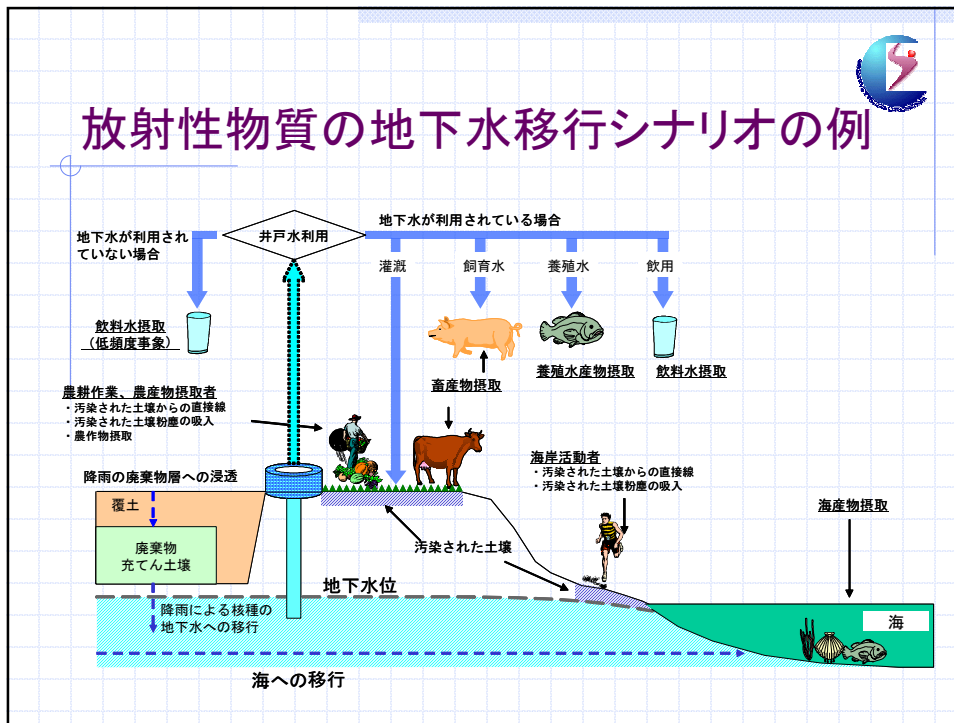 放射性物質の地下水移行シナリオの例
地下水が利用されている場合
井戸水利用
地下水が利用され
ていない場合
灌漑
飼育水
養殖水
飲用
飲料水摂取
（低頻度事象）
畜産物摂取
養殖水産物摂取
飲料水摂取
農耕作業、農産物摂取者
・汚染された土壌からの直接線
・汚染された土壌粉塵の吸入
・農作物摂取
海岸活動者
・汚染された土壌からの直接線
・汚染された土壌粉塵の吸入
降雨の廃棄物層への浸透
覆土
海産物摂取
廃棄物
充てん土壌
汚染された土壌
地下水位
降雨による核種の
地下水への移行
海
海への移行